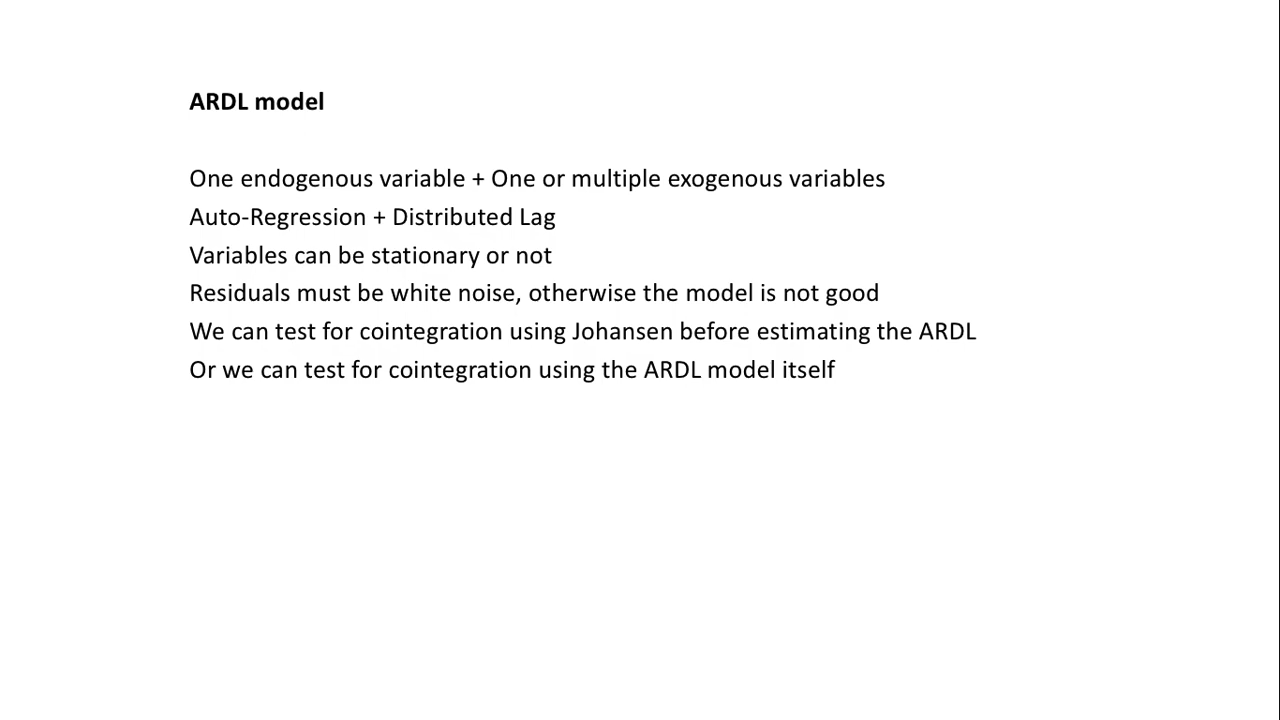 ARDL model
One endogenous variable + One or multiple exogenous variables
Auto-Regression + Distributed Lag
Variables can be stationary or not
Residuals must be white noise, otherwise the model is not good
We can test for cointegration using Johansen before estimating the ARDL
Or we can test for cointegration using the ARDL model itself